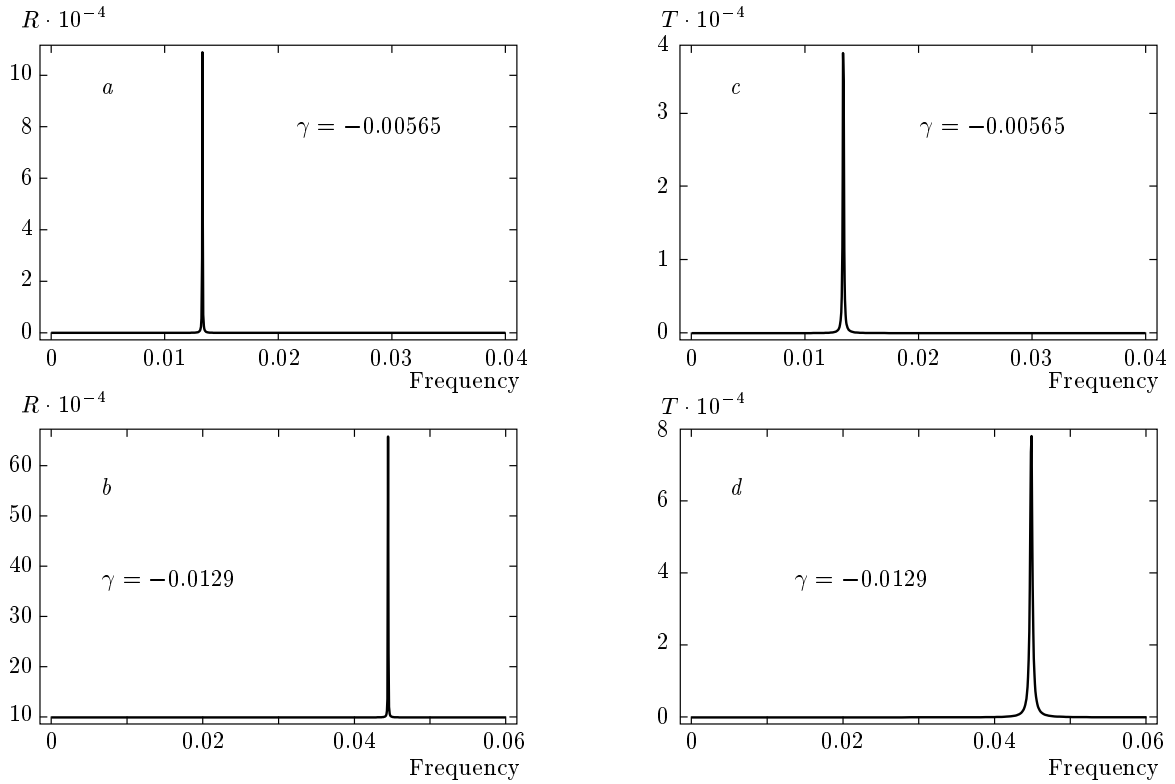 R · 10⁻⁴
10
8
6
4
2
0
a
γ = −0.00565
0 0.01 0.02 0.03 0.04
Frequency
T · 10⁻⁴
4
3
2
1
0
c
γ = −0.00565
0 0.01 0.02 0.03 0.04
Frequency
R · 10⁻⁴
60
50
40
30
20
10
b
γ = −0.0129
0 0.02 0.04 0.06
Frequency
T · 10⁻⁴
8
6
4
2
0
d
γ = −0.0129
0 0.02 0.04 0.06
Frequency